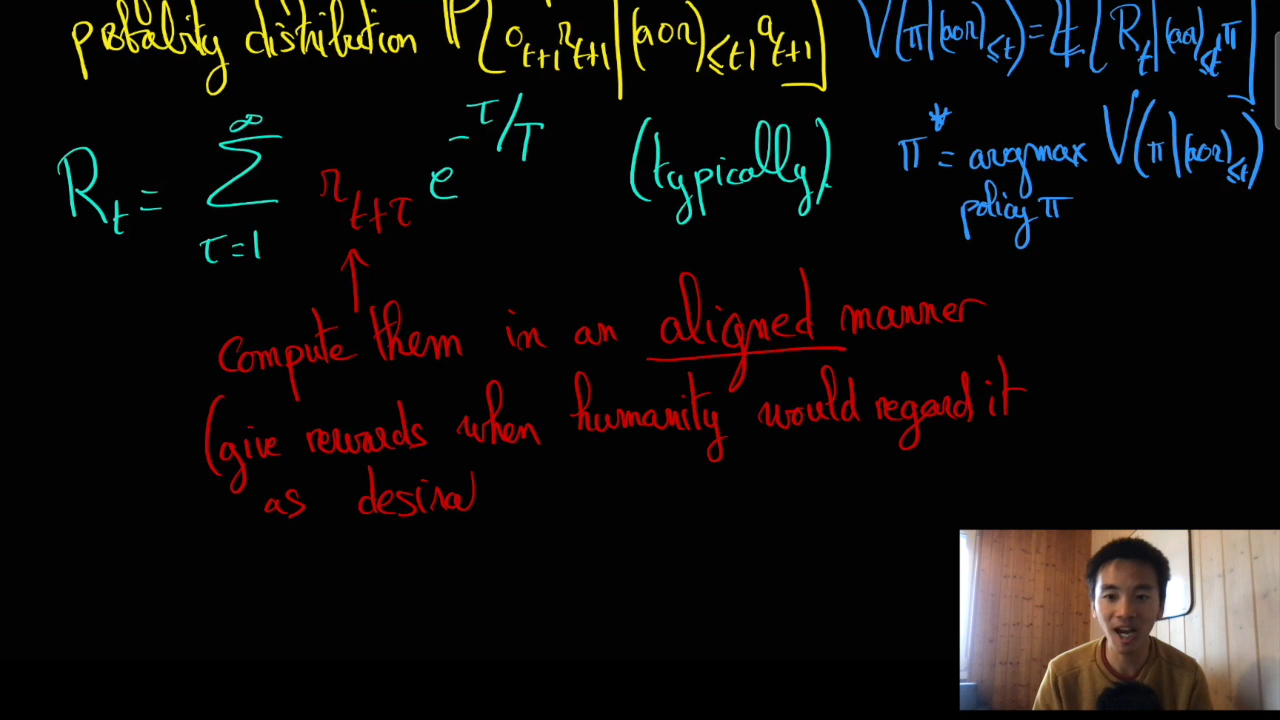 probability distribution P[o_{t+1} r_{t+1} | (aor)_{≤t}, a_{t+1}]
V(π|(aor)_{≤t}) = E[R_t | (aor)_{≤t} π]
R_t = Σ_{τ=1}^{∞} r_{t+τ} e^{-τ/T} (typically)
π* = argmax V(π|(aor)_{≤t})
policy π
↑
compute them in an aligned manner
(give rewards when humanity would regard it
as desira